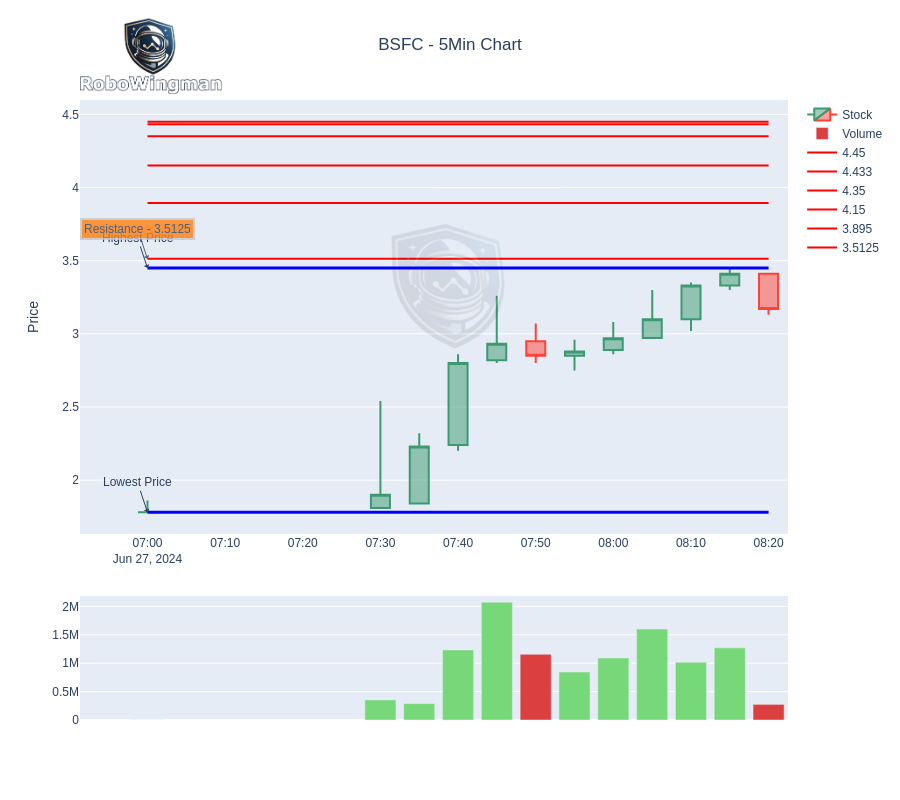 BSFC - 5Min Chart
RoboWingman
Stock
Volume
4.45
4.433
4.35
4.15
3.895
3.5125
4.5
4
3.5
3
2.5
2
Price
Resistance - 3.5125
Highest Price
Lowest Price
07:00
07:10
07:20
07:30
07:40
07:50
08:00
08:10
08:20
Jun 27, 2024
2M
1.5M
1M
0.5M
0